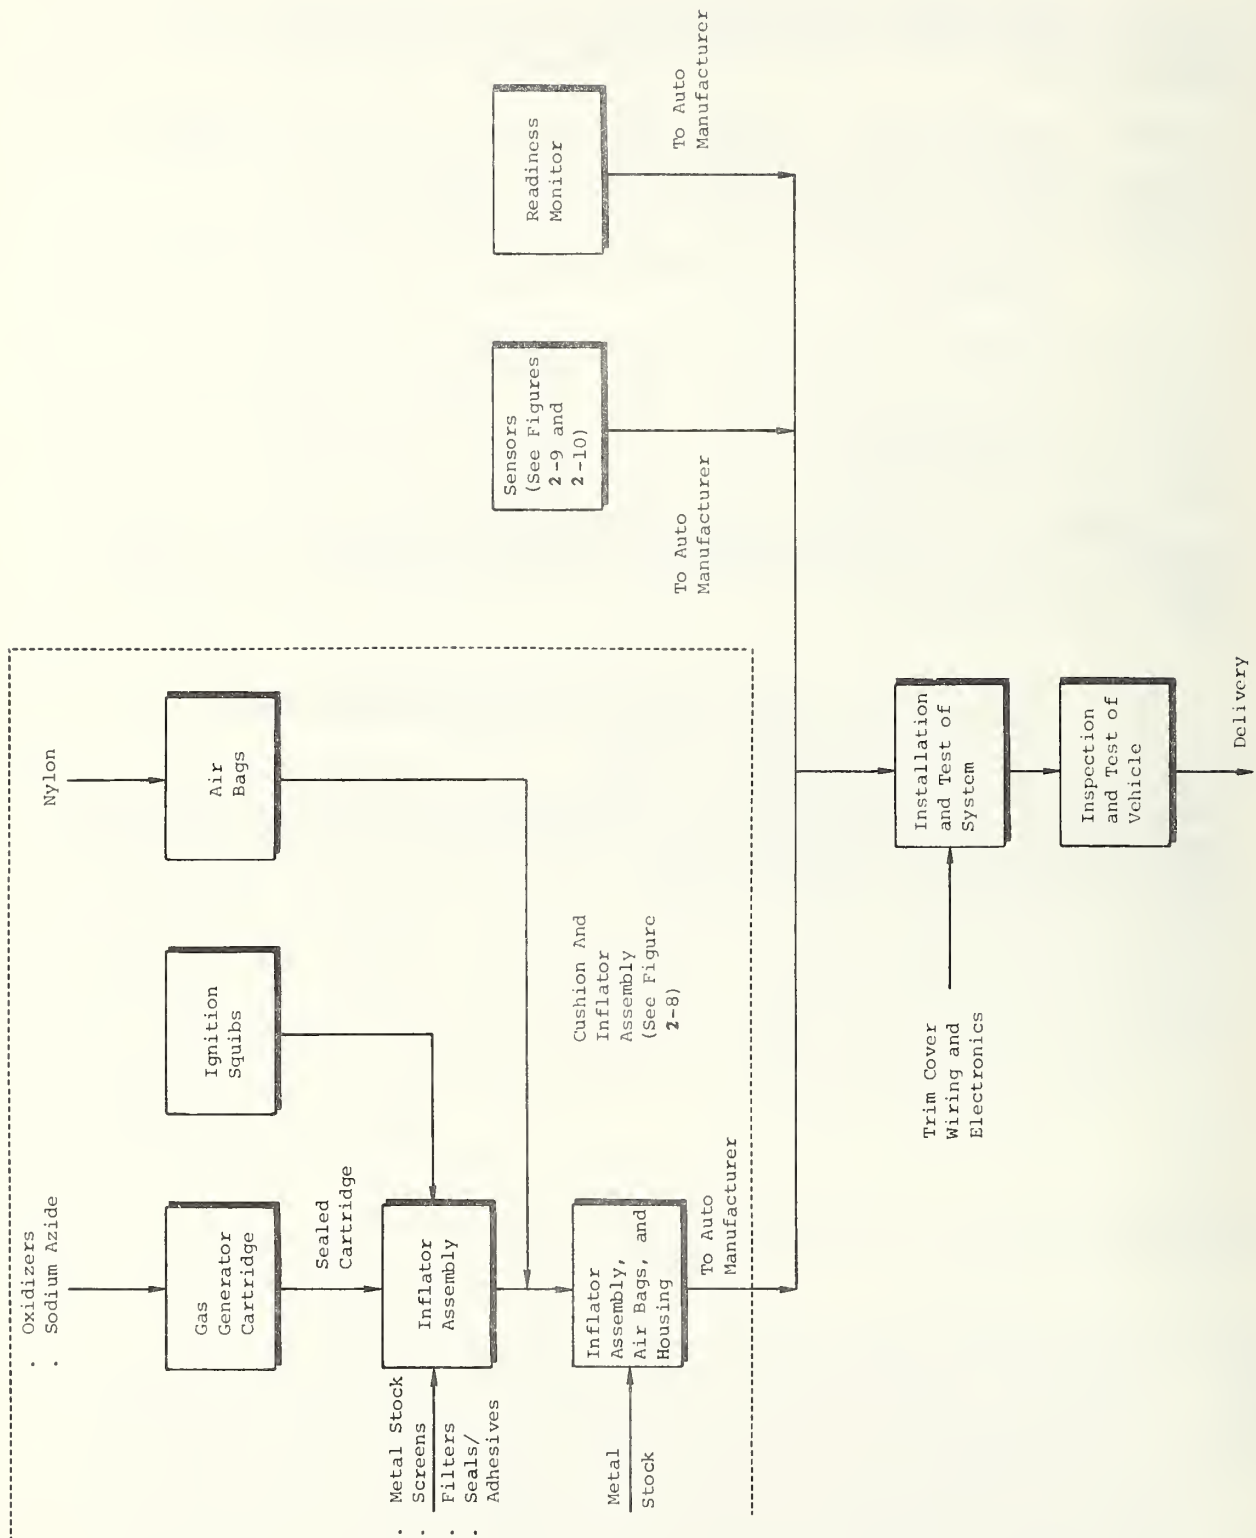 . Oxidizers
. Sodium Azide
Nylon
Gas
Generator
Cartridge
Ignition
Squibs
Air
Bags
Readiness
Monitor
Sealed
Cartridge
. Metal Stock
. Screens
. Filters
. Seals/
Adhesives
Inflator
Assembly
Cushion And
Inflator
Assembly
(See Figure
2-8)
Sensors
(See Figures
2-9 and
2-10)
Metal
Stock
Inflator
Assembly,
Air Bags, and
Housing
To Auto
Manufacturer
To Auto
Manufacturer
To Auto
Manufacturer
Trim Cover
Wiring and
Electronics
Installation
and Test of
System
Inspection
and Test of
Vehicle
Delivery